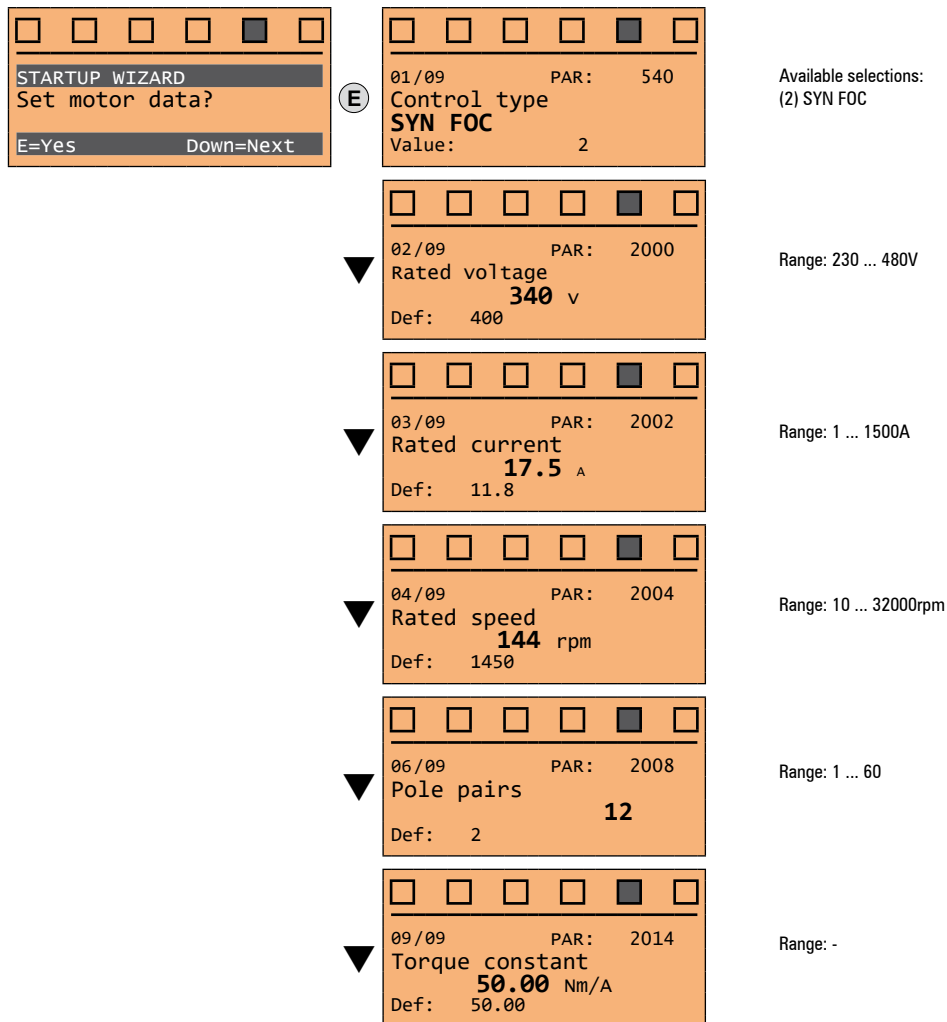 STARTUP WIZARD
Set motor data?
E=Yes Down=Next
E
01/09 PAR: 540
Control type
SYN FOC
Value: 2
Available selections:
(2) SYN FOC
02/09 PAR: 2000
Rated voltage
340 V
Def: 400
Range: 230 ... 480V
03/09 PAR: 2002
Rated current
17.5 A
Def: 11.8
Range: 1 ... 1500A
04/09 PAR: 2004
Rated speed
144 rpm
Def: 1450
Range: 10 ... 32000rpm
06/09 PAR: 2008
Pole pairs
12
Def: 2
Range: 1 ... 60
09/09 PAR: 2014
Torque constant
50.00 Nm/A
Def: 50.00
Range: -